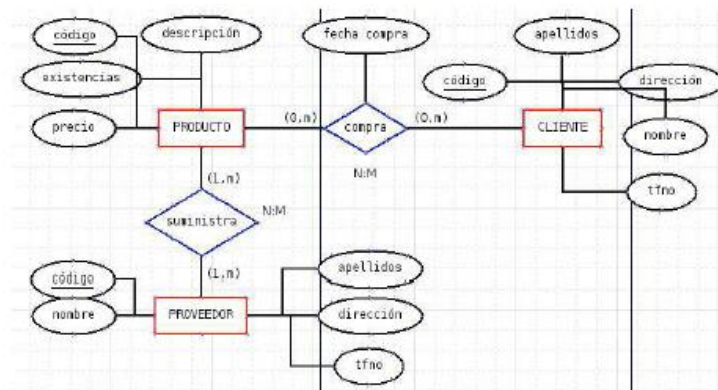 código
descripción
fecha compra
apellidos
existencias
código
dirección
precio
PRODUCTO
(0,m)
compra
(0,m)
CLIENTE
nombre
N:M
(1,m)
tfno
suministra
N:M
(1,m)
código
apellidos
nombre
PROVEEDOR
dirección
tfno